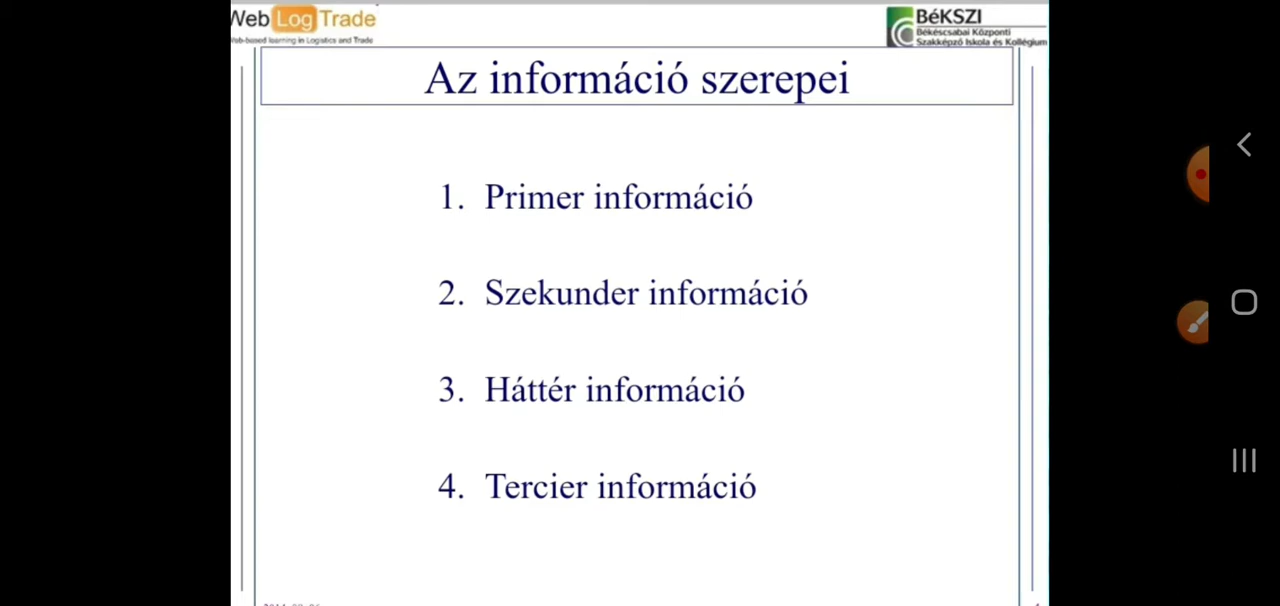 Web Log Trade
Web-based learning in Logistics and Trade
BéKSZI
Békéscsabai Központi
Szakképző Iskola és Kollégium
Az információ szerepei
1. Primer információ
2. Szekunder információ
3. Háttér információ
4. Tercier információ